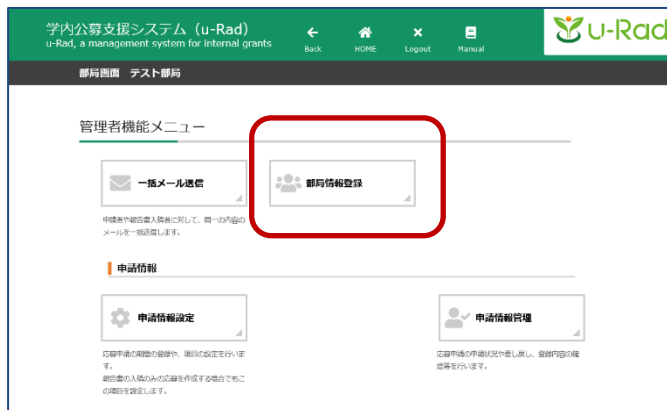 学内公募支援システム（u-Rad）
u-Rad, a management system for internal grants
Back HOME Logout Manual
u-Rad
部局画面 テスト部局
管理者機能メニュー
一括メール送信
部局情報登録
申請者や報告書入稿者に対して、同一の内容の
メールを一括送信します。
申請情報
申請情報設定
申請情報管理
応募申請の期間の登録や、項目の設定を行いま
す。
報告書の入稿のみの応募を作成する場合でもこ
の項目を設定します。
応募申請の申請状況や差し戻し、登録内容の確
認等を行います。